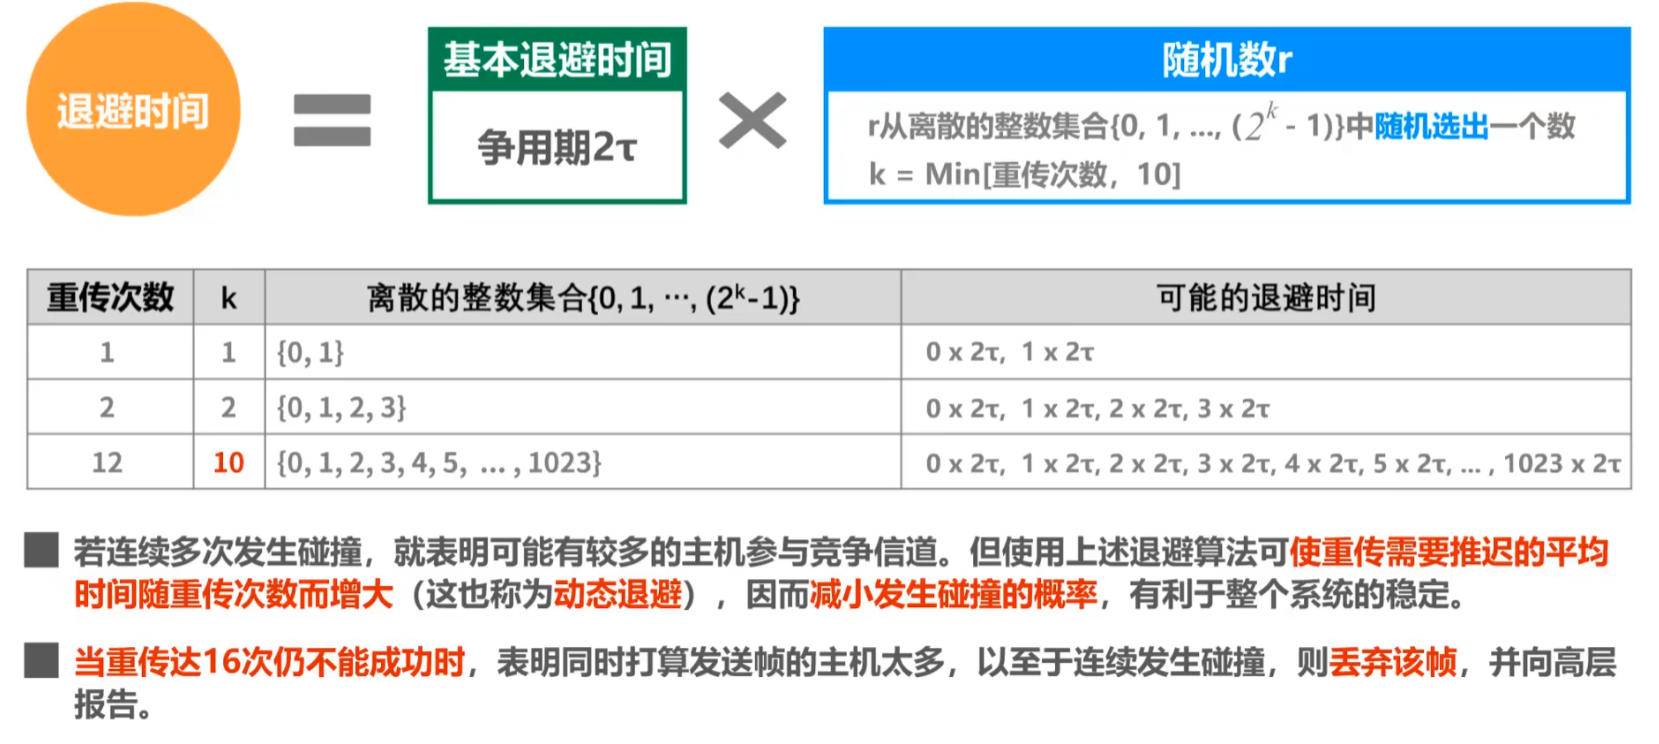 退避时间
=
基本退避时间
争用期2τ
×
随机数r
r从离散的整数集合{0, 1, ..., (2^k - 1)}中随机选出一个数
k = Min[重传次数，10]
重传次数 k 离散的整数集合{0, 1, ···, (2^k-1)} 可能的退避时间
1 1 {0, 1} 0 x 2τ, 1 x 2τ
2 2 {0, 1, 2, 3} 0 x 2τ, 1 x 2τ, 2 x 2τ, 3 x 2τ
12 10 {0, 1, 2, 3, 4, 5, ... , 1023} 0 x 2τ, 1 x 2τ, 2 x 2τ, 3 x 2τ, 4 x 2τ, 5 x 2τ, ... , 1023 x 2τ
若连续多次发生碰撞，就表明可能有较多的主机参与竞争信道。但使用上述退避算法可使重传需要推迟的平均
时间随重传次数而增大（这也称为动态退避），因而减小发生碰撞的概率，有利于整个系统的稳定。
当重传达16次仍不能成功时，表明同时打算发送帧的主机太多，以至于连续发生碰撞，则丢弃该帧，并向高层
报告。